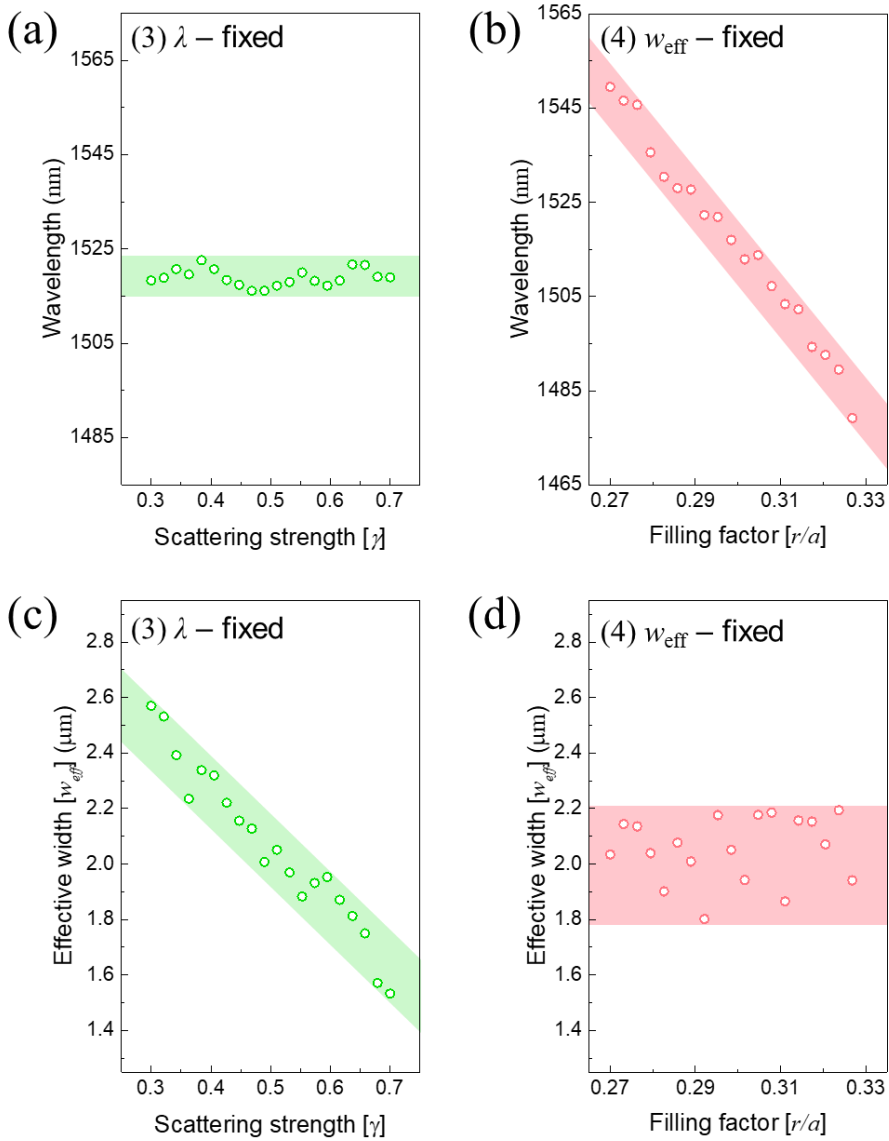 (a)
(3) λ – fixed
1565
1545
1525
1505
1485
Wavelength (nm)
0.3 0.4 0.5 0.6 0.7
Scattering strength [γ]
(b)
(4) weff – fixed
1565
1545
1525
1505
1485
1465
Wavelength (nm)
0.27 0.29 0.31 0.33
Filling factor [r/a]
(c)
(3) λ – fixed
2.8
2.6
2.4
2.2
2.0
1.8
1.6
1.4
Effective width [weff] (μm)
0.3 0.4 0.5 0.6 0.7
Scattering strength [γ]
(d)
(4) weff – fixed
2.8
2.6
2.4
2.2
2.0
1.8
1.6
1.4
Effective width [weff] (μm)
0.27 0.29 0.31 0.33
Filling factor [r/a]